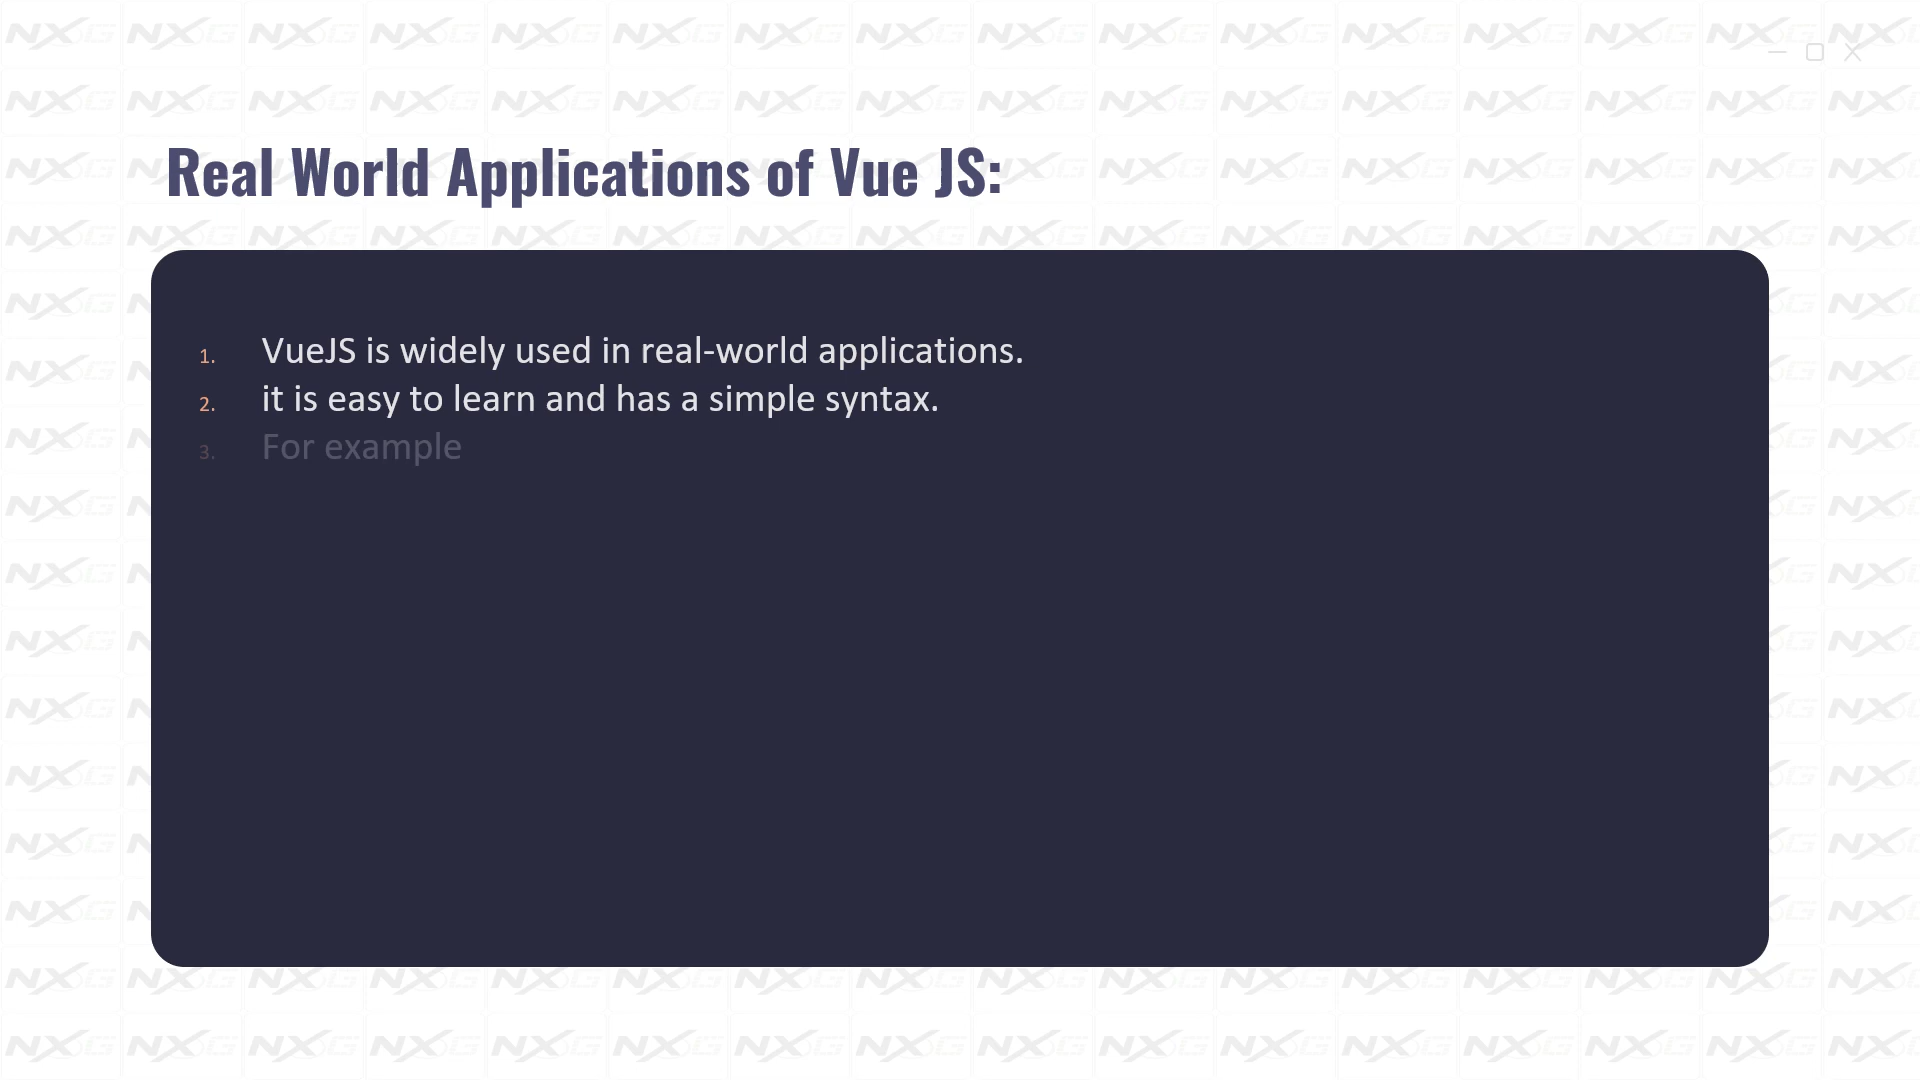 Real World Applications of Vue JS:
1. VueJS is widely used in real-world applications.
2. it is easy to learn and has a simple syntax.
3. For example